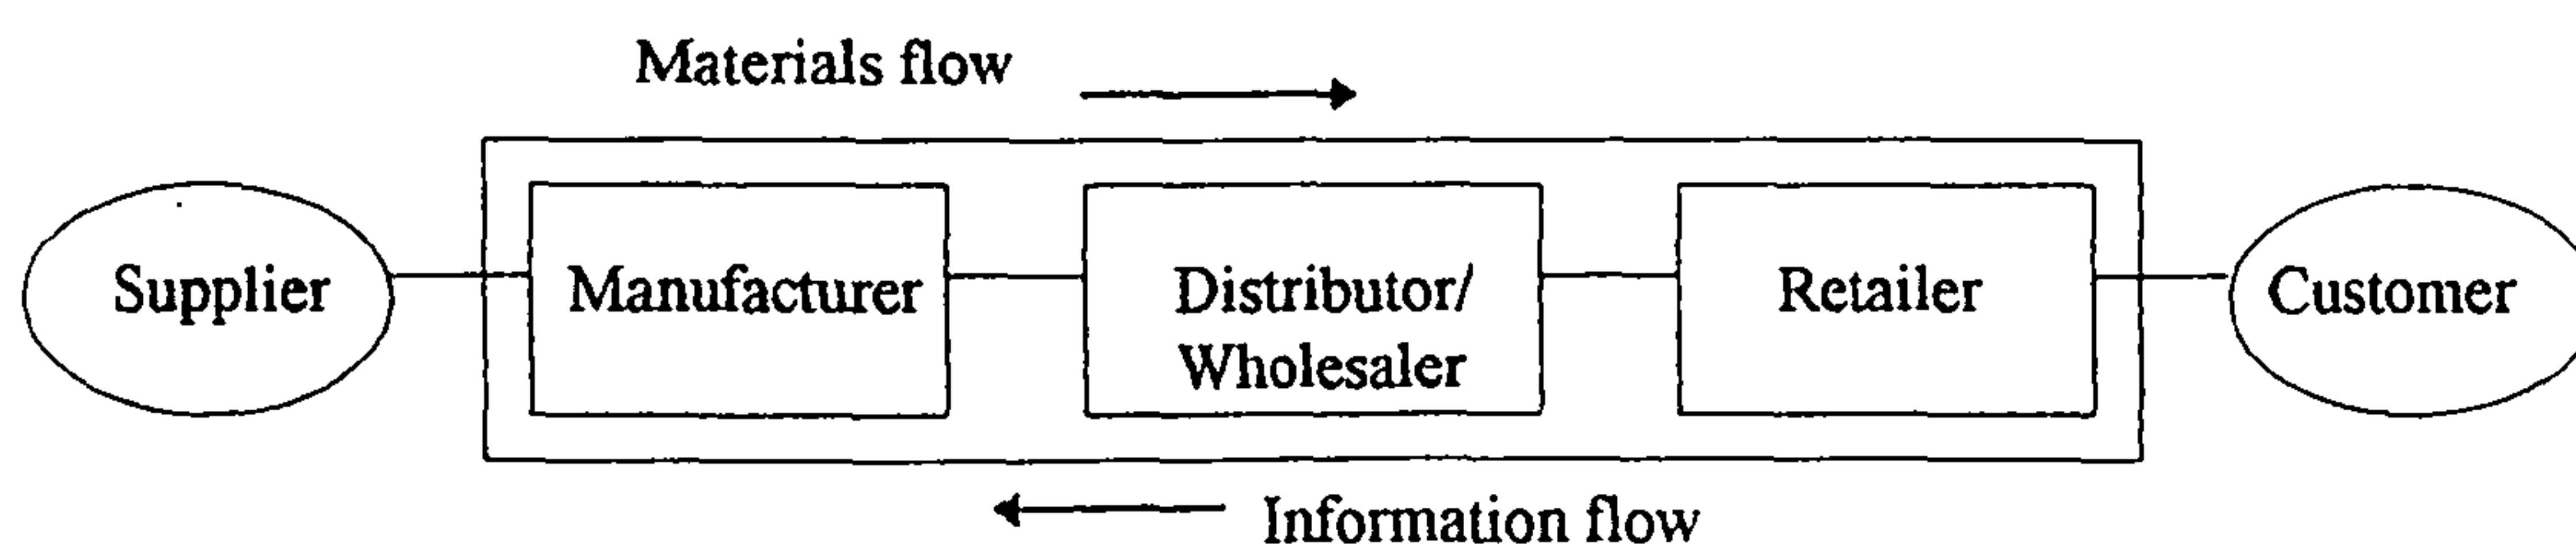 Materials flow
Supplier
Manufacturer
Distributor/
Wholesaler
Retailer
Customer
Information flow